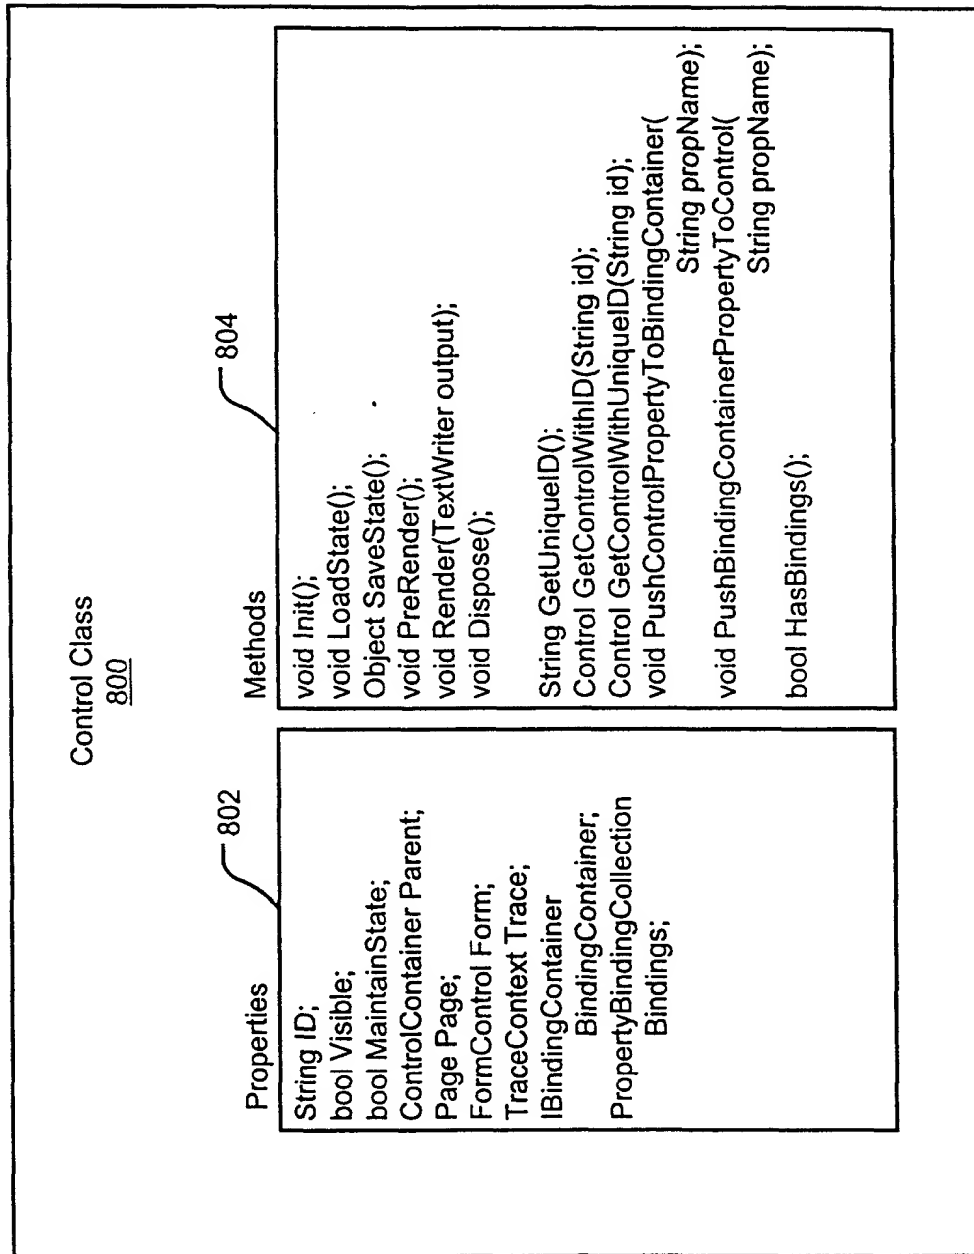 Control Class
800
Properties
802
String ID;
bool Visible;
bool MaintainState;
ControlContainer Parent;
Page Page;
FormControl Form;
TraceContext Trace;
IBindingContainer
BindingContainer;
PropertyBindingCollection
Bindings;
Methods
804
void Init();
void LoadState();
Object SaveState();
void PreRender();
void Render(TextWriter output);
void Dispose();
String GetUniqueID();
Control GetControlWithID(String id);
Control GetControlWithUniqueID(String id);
void PushControlPropertyToBindingContainer(
String propName);
void PushBindingContainerPropertyToControl(
String propName);
bool HasBindings();